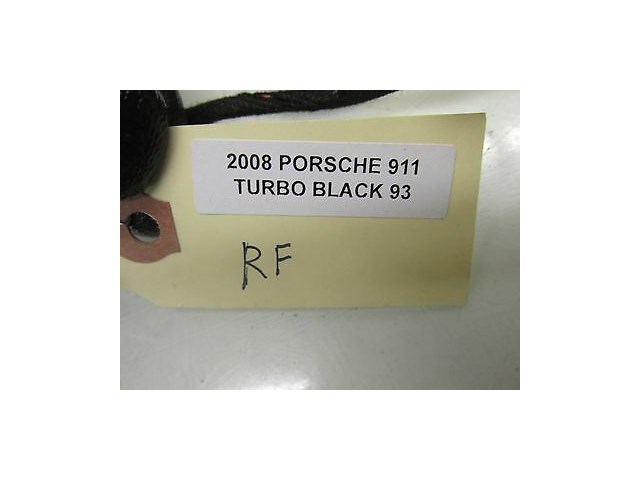 2008 PORSCHE 911
TURBO BLACK 93
RF